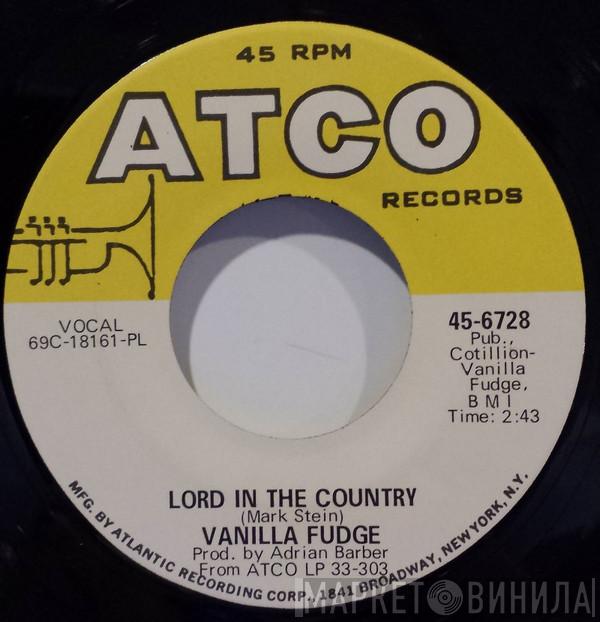 45 RPM
ATCO
RECORDS
VOCAL
69C-18161-PL
45-6728
Pub.,
Cotillion-
Vanilla
Fudge,
BMI
Time: 2:43
LORD IN THE COUNTRY
(Mark Stein)
VANILLA FUDGE
Prod. by Adrian Barber
From ATCO LP 33-303
MFG. BY ATLANTIC RECORDING CORP., 1841 BROADWAY, NEW YORK, N.Y.
МАРКЕТ ВИНИЛА